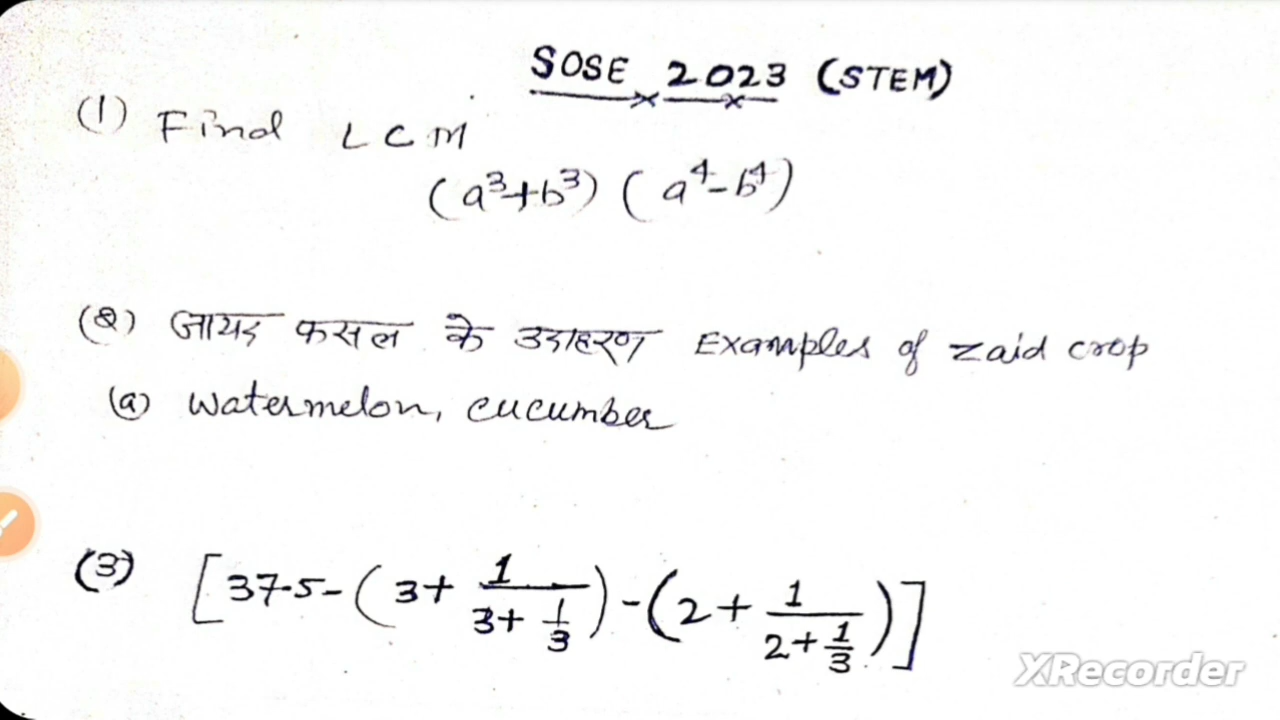 SOSE 2023 (STEM)
(1) Find LCM
(a³+b³) (a⁴-b⁴)
(2) जायद फसल के उदाहरण Examples of zaid crop
(a) watermelon, cucumber
(3) [37.5-(3+1/(3+1/3))-(2+1/(2+1/3))]
XRecorder